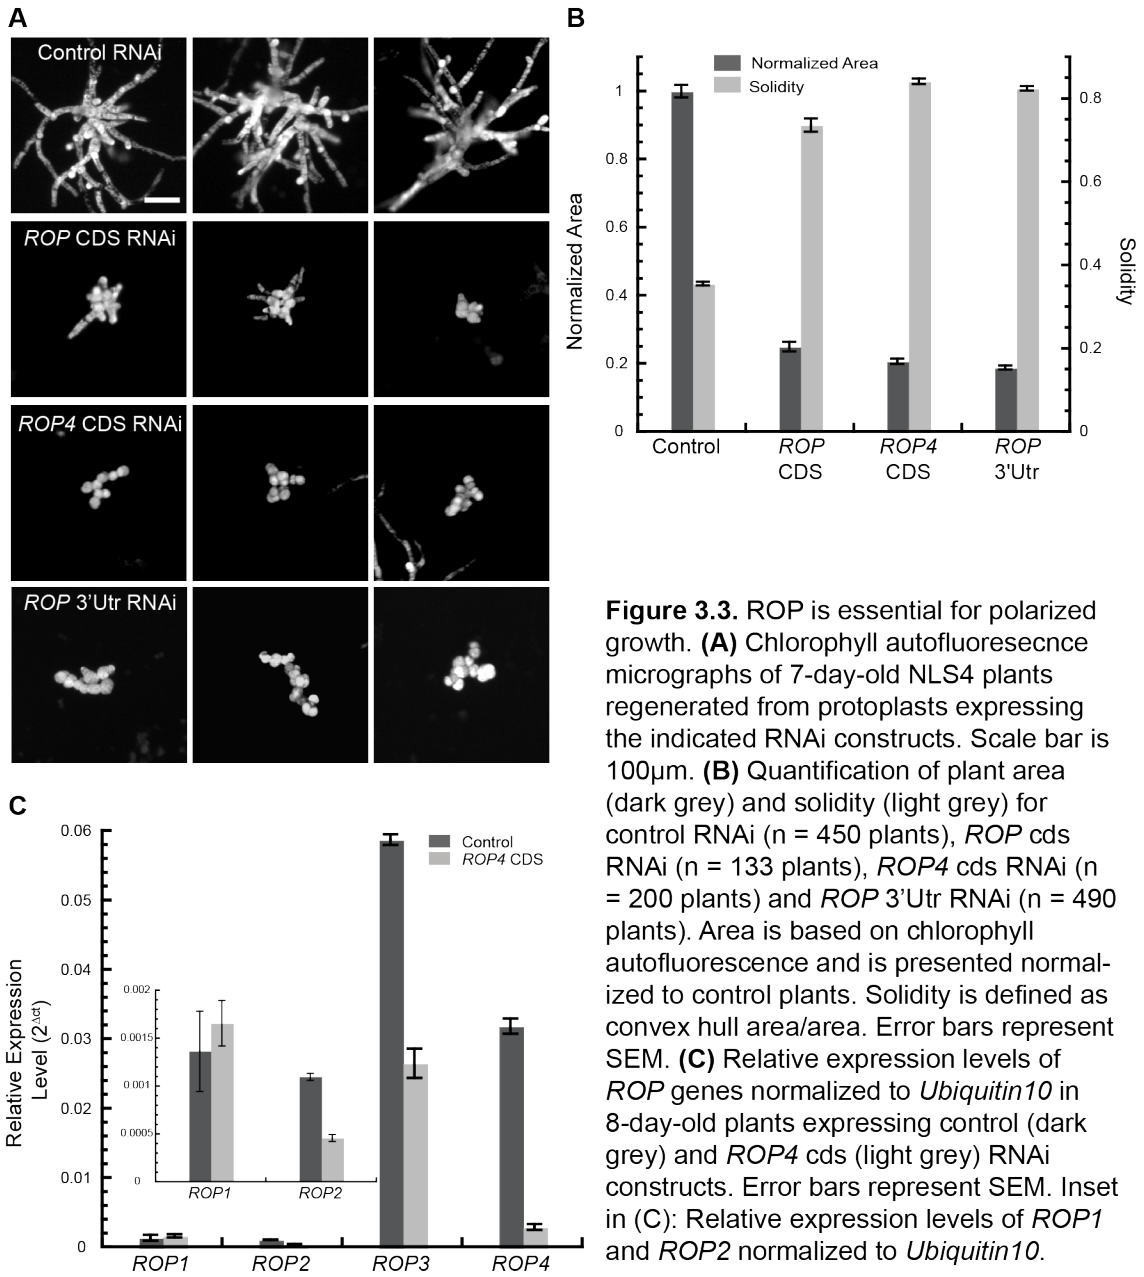 A
Control RNAi
ROP CDS RNAi
ROP4 CDS RNAi
ROP 3’Utr RNAi
B
Normalized Area
Solidity
Normalized Area
1
0.8
0.6
0.4
0.2
0
Solidity
0.8
0.6
0.4
0.2
0
Control
ROP
CDS
ROP4
CDS
ROP
3'Utr
C
Relative Expression
Level (2^Δct)
0.06
0.05
0.04
0.03
0.02
0.01
0
Control
ROP4 CDS
0.002
0.0015
0.001
0.0005
0
ROP1
ROP2
ROP1
ROP2
ROP3
ROP4
Figure 3.3. ROP is essential for polarized
growth. (A) Chlorophyll autofluoresecnce
micrographs of 7-day-old NLS4 plants
regenerated from protoplasts expressing
the indicated RNAi constructs. Scale bar is
100µm. (B) Quantification of plant area
(dark grey) and solidity (light grey) for
control RNAi (n = 450 plants), ROP cds
RNAi (n = 133 plants), ROP4 cds RNAi (n
= 200 plants) and ROP 3’Utr RNAi (n = 490
plants). Area is based on chlorophyll
autofluorescence and is presented normal-
ized to control plants. Solidity is defined as
convex hull area/area. Error bars represent
SEM. (C) Relative expression levels of
ROP genes normalized to Ubiquitin10 in
8-day-old plants expressing control (dark
grey) and ROP4 cds (light grey) RNAi
constructs. Error bars represent SEM. Inset
in (C): Relative expression levels of ROP1
and ROP2 normalized to Ubiquitin10.